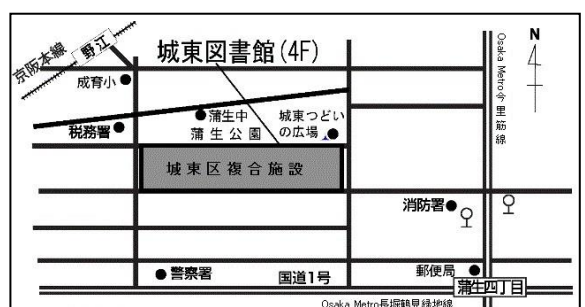 京阪本線
野江
城東図書館(4F)
N
Osaka Metro今里筋線
成育小
蒲生中
蒲生公園
城東つどい
の広場
税務署
城東区複合施設
消防署
警察署
国道1号
郵便局
蒲生四丁目
Osaka Metro長堀鶴見緑地線